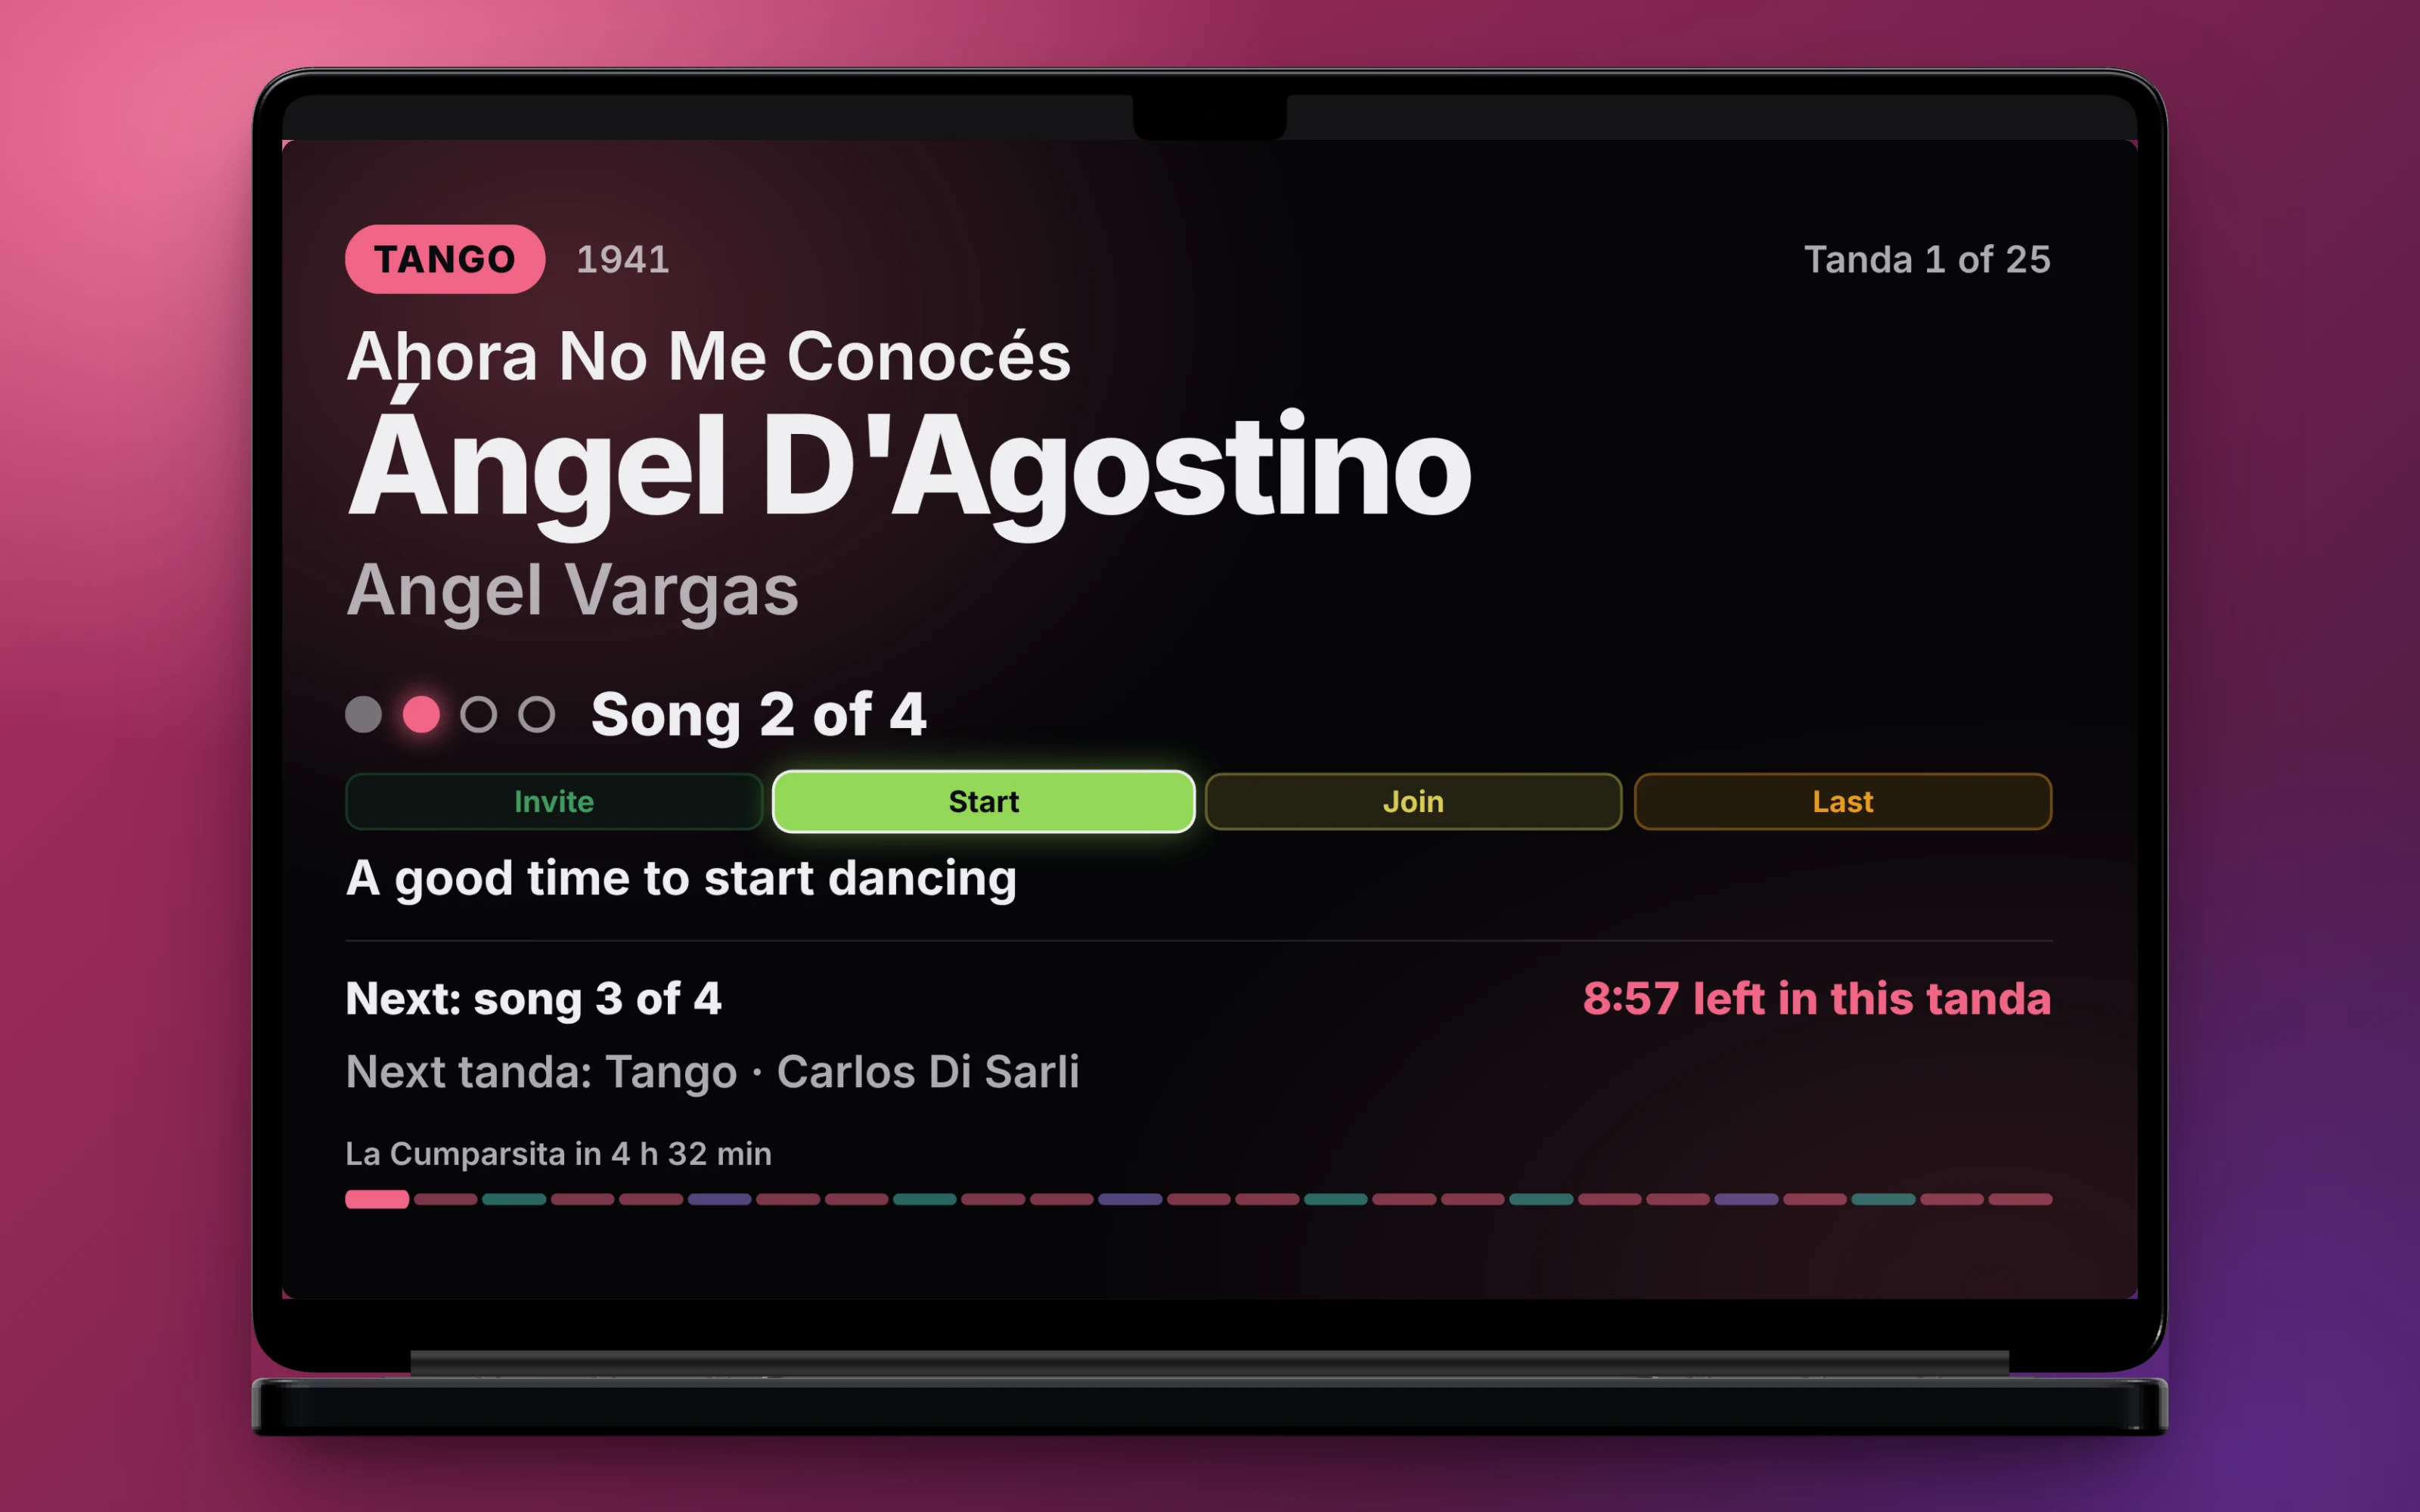 TANGO 1941 Tanda 1 of 25
Ahora No Me Conocés
Ángel D'Agostino
Angel Vargas
Song 2 of 4
Invite Start Join Last
A good time to start dancing
Next: song 3 of 4 8:57 left in this tanda
Next tanda: Tango · Carlos Di Sarli
La Cumparsita in 4 h 32 min